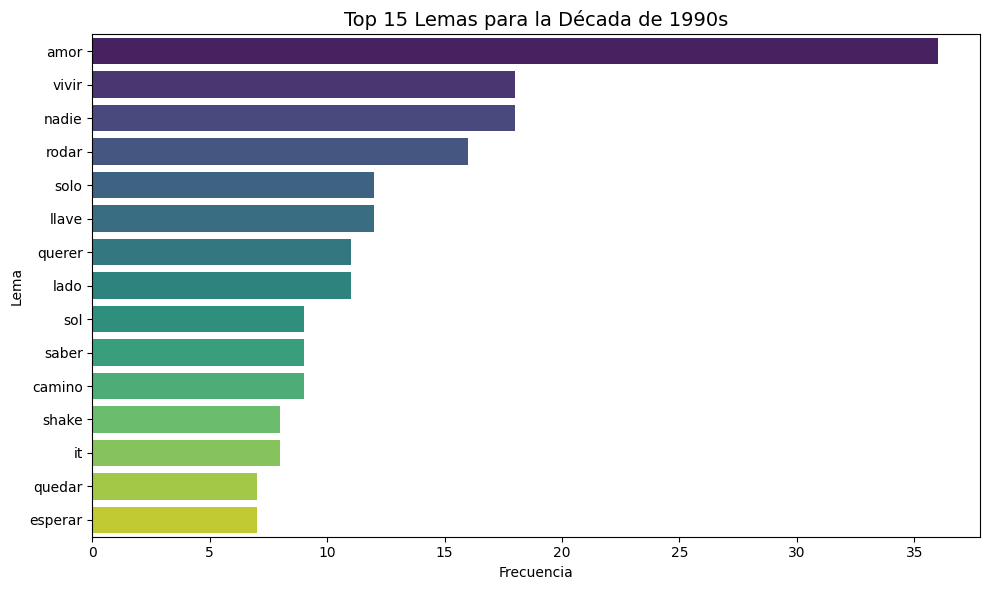 Top 15 Lemas para la Década de 1990s
amor
vivir
nadie
rodar
solo
llave
querer
lado
sol
saber
camino
shake
it
quedar
esperar
Lema
0 5 10 15 20 25 30 35
Frecuencia